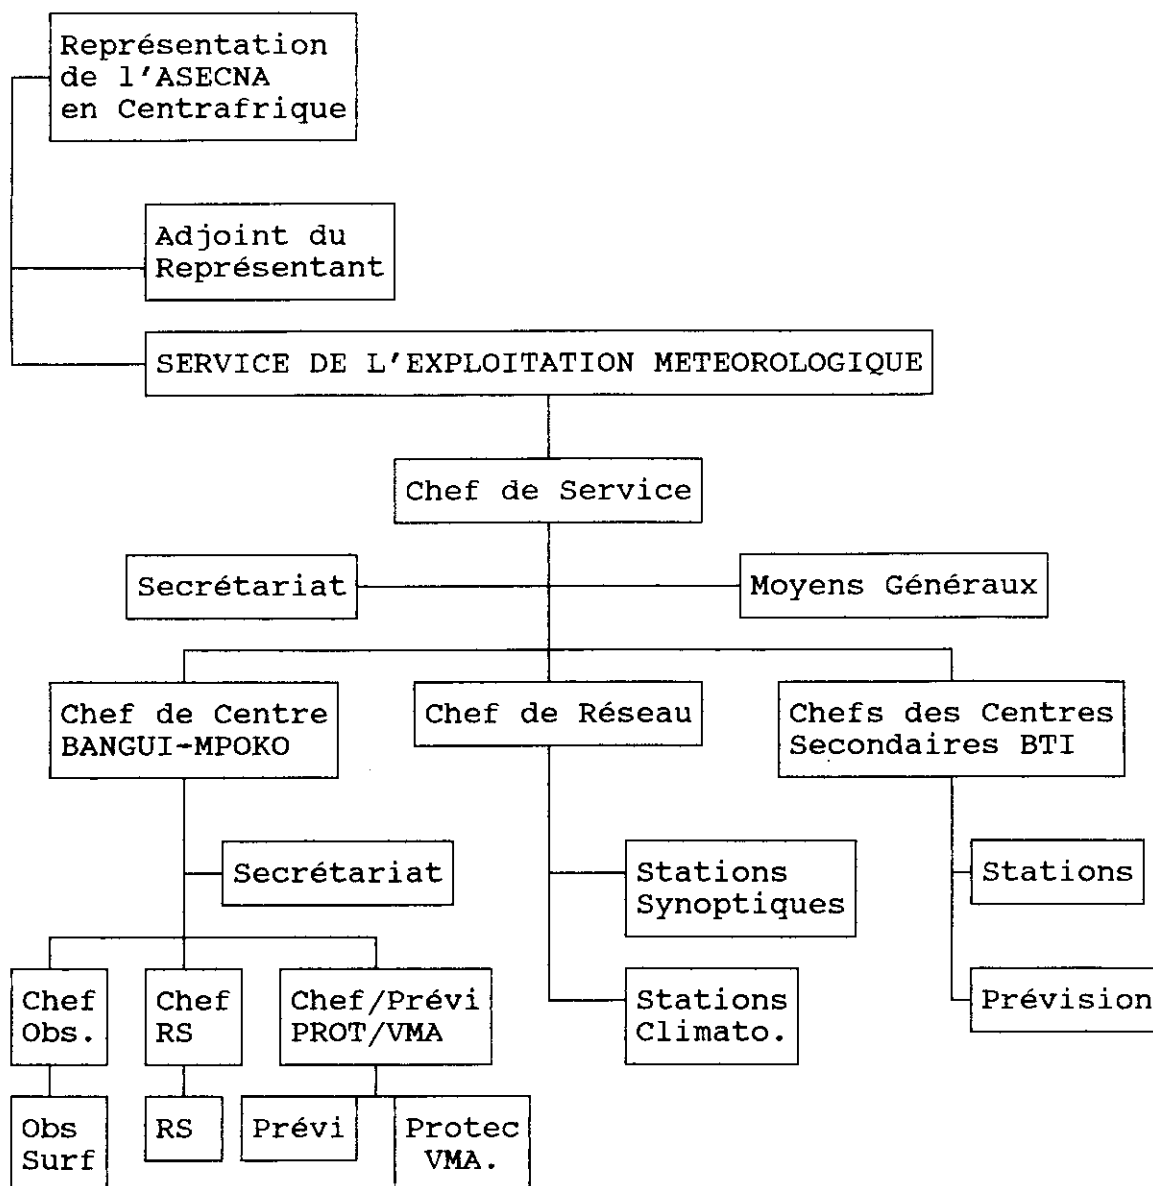 Représentation
de l'ASECNA
en Centrafrique
Adjoint du
Représentant
SERVICE DE L'EXPLOITATION METEOROLOGIQUE
Chef de Service
Secrétariat
Moyens Généraux
Chef de Centre
BANGUI-MPOKO
Chef de Réseau
Chefs des Centres
Secondaires BTI
Secrétariat
Stations
Synoptiques
Stations
Chef
Obs.
Chef
RS
Chef/Prévi
PROT/VMA
Stations
Climato.
Prévision
Obs
Surf
RS
Prévi
Protec
VMA.